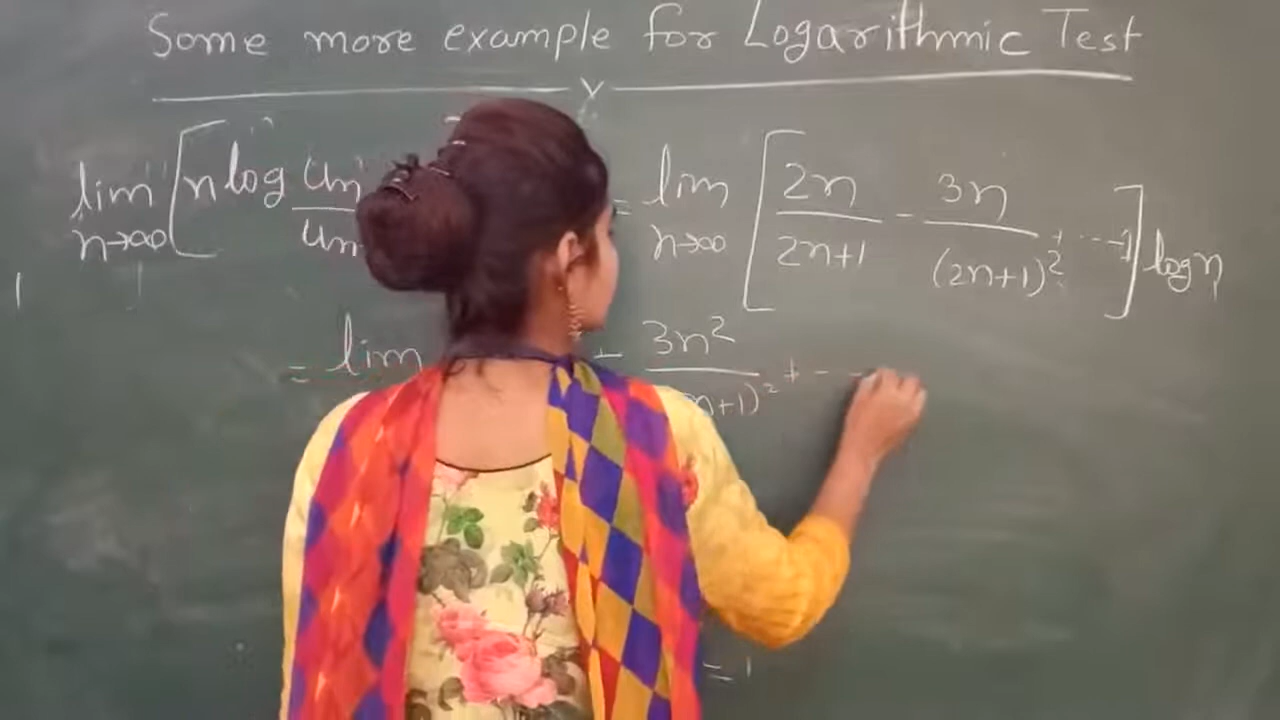 Some more example for Logarithmic Test
lim n→∞ [ n log Un / Un = lim n→∞ [ 2n / 2n+1 - 3n / (2n+1)² + ... -1 ] log n
= lim + 3n² / n+1)² + - -
= 1